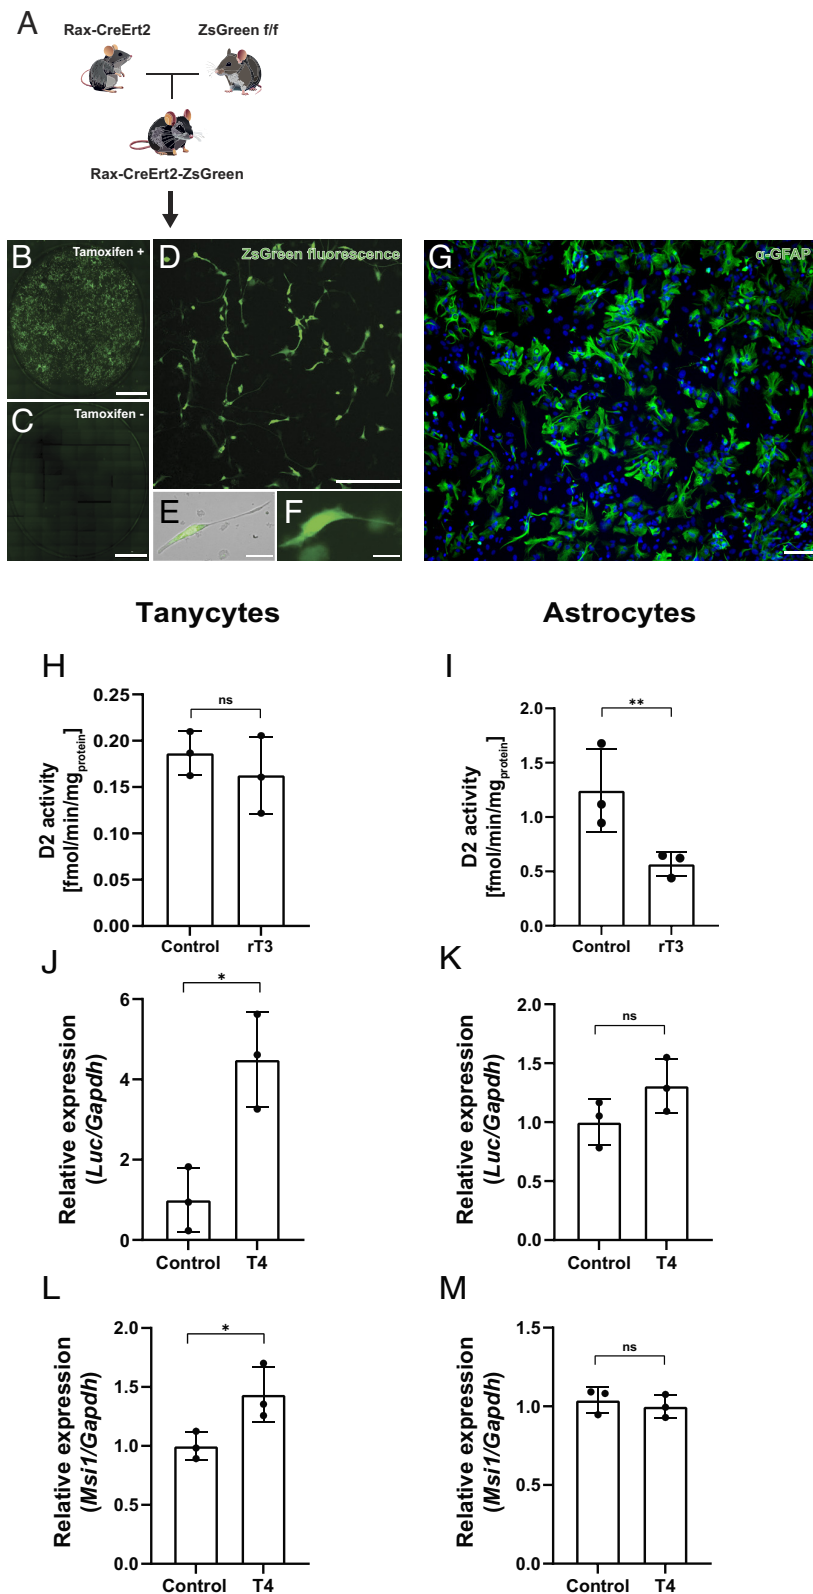 A
Rax-CreErt2 ZsGreen f/f
Rax-CreErt2-ZsGreen
B Tamoxifen +
C Tamoxifen -
D ZsGreen fluorescence
E
F
G α-GFAP
Tanycytes
Astrocytes
H
D2 activity
[fmol/min/mgprotein]
0.25
0.20
0.15
0.10
0.05
0.00
ns
Control rT3
I
D2 activity
[fmol/min/mgprotein]
2.0
1.5
1.0
0.5
0.0
**
Control rT3
J
Relative expression
(Luc/Gapdh)
6
4
2
0
*
Control T4
K
Relative expression
(Luc/Gapdh)
2.0
1.5
1.0
0.5
0.0
ns
Control T4
L
Relative expression
(Msi1/Gapdh)
2.0
1.5
1.0
0.5
0.0
*
Control T4
M
Relative expression
(Msi1/Gapdh)
1.5
1.0
0.5
0.0
ns
Control T4